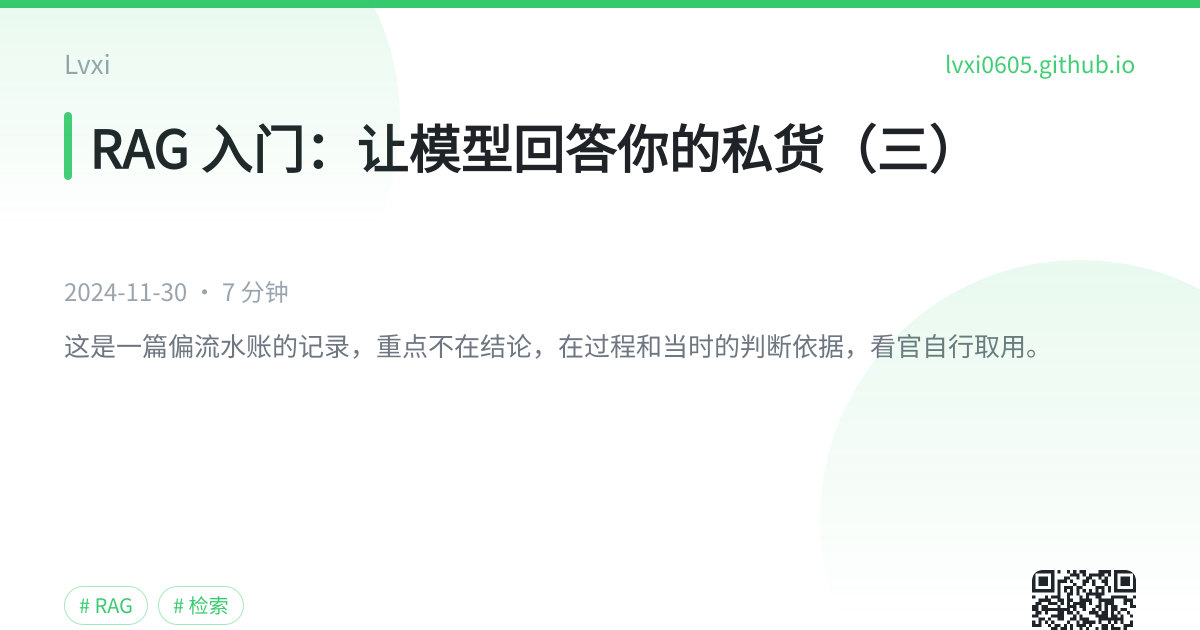 Lvxi
lvxi0605.github.io
RAG 入门：让模型回答你的私货（三）
2024-11-30 · 7 分钟
这是一篇偏流水账的记录，重点不在结论，在过程和当时的判断依据，看官自行取用。
# RAG
# 检索